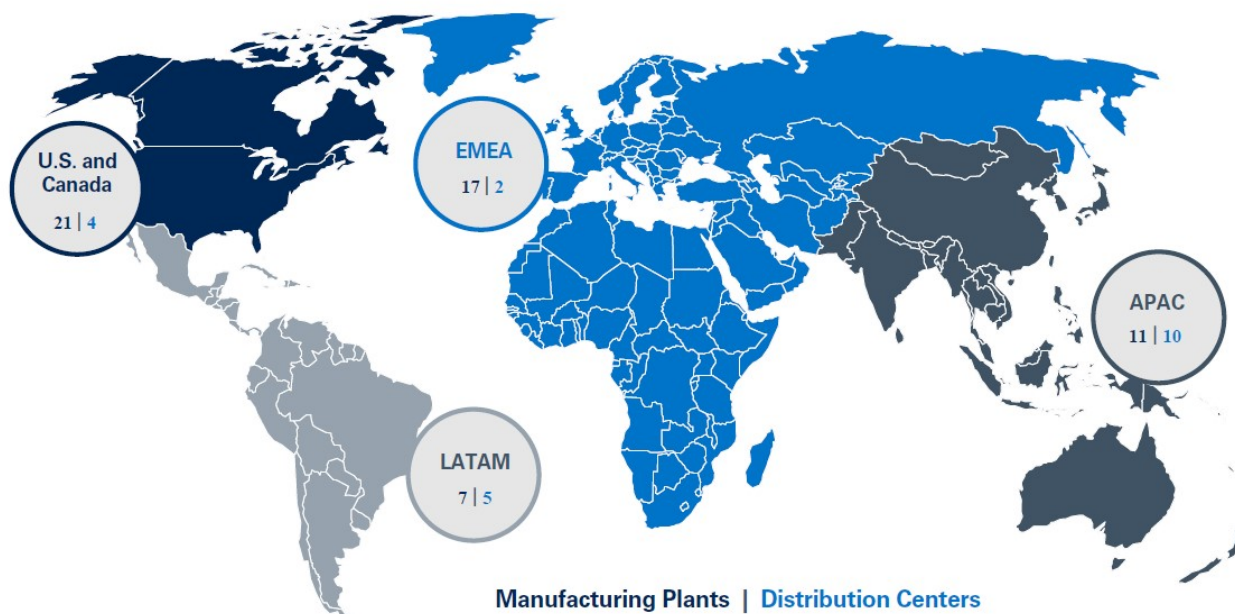 U.S. and
Canada
21 | 4
EMEA
17 | 2
APAC
11 | 10
LATAM
7 | 5
Manufacturing Plants | Distribution Centers